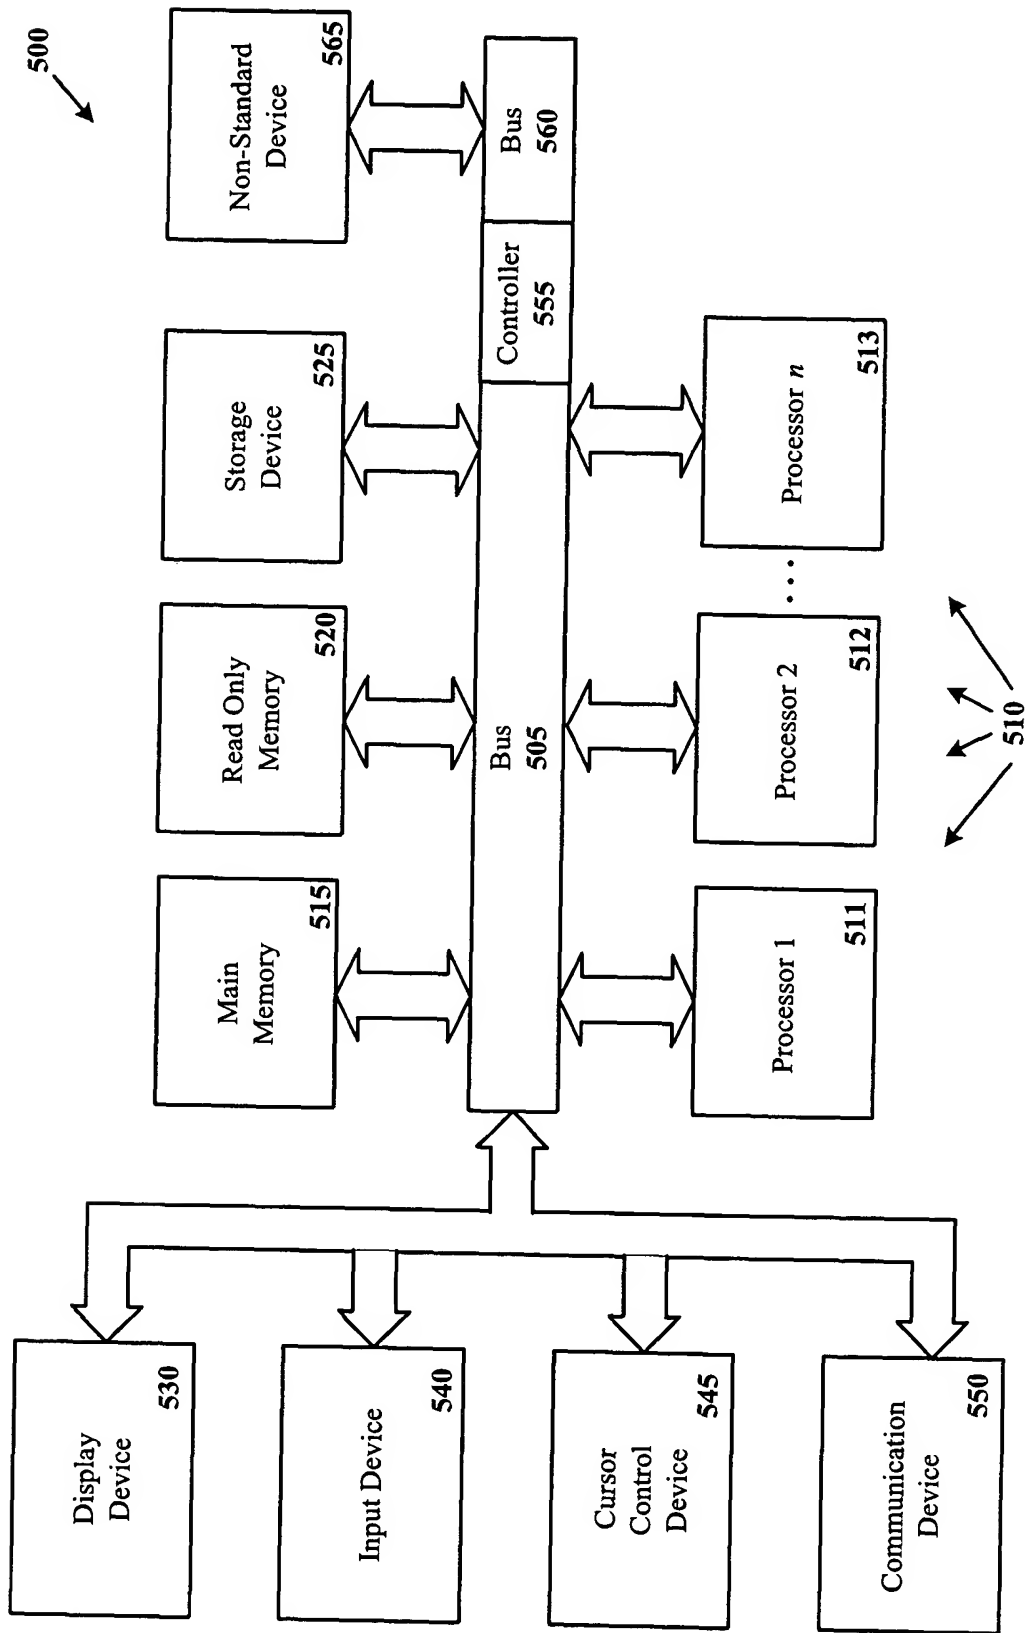 500
Main
Memory
515
Read Only
Memory
520
Storage
Device
525
Non-Standard
Device
565
Display
Device
530
Input Device
540
Cursor
Control
Device
545
Communication
Device
550
Bus
505
Controller
555
Bus
560
Processor 1
511
Processor 2
512
...
Processor n
513
510